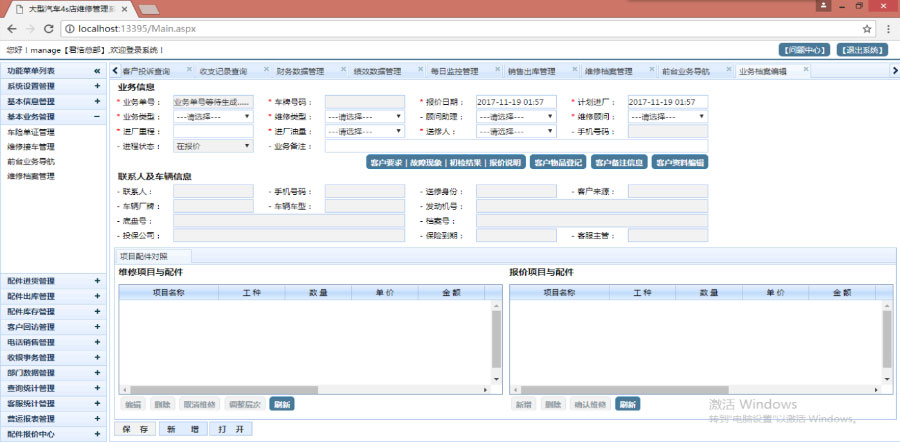 大型汽车4s店维修管理系
localhost:13395/Main.aspx
您好！manage【君浩总部】,欢迎登录系统！ 【问题中心】 【退出系统】
功能菜单列表 «
客户投诉查询 收支记录查询 财务数据管理 绩效数据管理 每日监控管理 销售出库管理 维修档案管理 前台业务导航 业务档案编辑
系统设置管理 +
基本信息管理 +
基本业务管理 −
车险单证管理
维修接车管理
前台业务导航
维修档案管理
配件进货管理 +
配件出库管理 +
配件库存管理 +
客户回访管理 +
电话销售管理 +
收银事务管理 +
部门数据管理 +
查询统计管理 +
客服统计管理 +
营运报表管理 +
配件报价中心 +
业务信息
* 业务单号： 业务单号等待生成...... * 车牌号码： * 报价日期： 2017-11-19 01:57 * 计划进厂： 2017-11-19 01:57
* 业务类型： ---请选择--- * 维修类型： ---请选择--- - 顾问助理： ---请选择--- * 维修顾问： ---请选择---
* 进厂里程： * 进厂油量： ---请选择--- * 送修人： ---请选择--- - 手机号码：
- 进程状态： 在报价 - 业务备注：
客户要求 | 故障现象 | 初检结果 | 报价说明 客户物品登记 客户备注信息 客户资料编辑
联系人及车辆信息
- 联系人： - 手机号码： - 送修身份： - 客户来源：
- 车辆厂牌： - 车辆车型： - 发动机号：
- 底盘号： - 档案号：
- 投保公司： - 保险到期： - 客服主管：
项目配件对照
维修项目与配件 报价项目与配件
项目名称 工 种 数 量 单 价 金 额 项目名称 工 种 数 量 单 价 金 额
编辑 删除 取消维修 调整层次 刷新 新增 删除 确认维修 刷新
激活 Windows
转到"电脑设置"以激活 Windows。
保 存 新 增 打 开